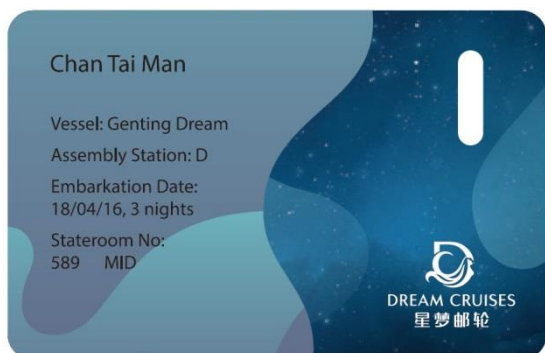 Chan Tai Man
Vessel: Genting Dream
Assembly Station: D
Embarkation Date:
18/04/16, 3 nights
Stateroom No:
589 MID
DREAM CRUISES
星梦邮轮